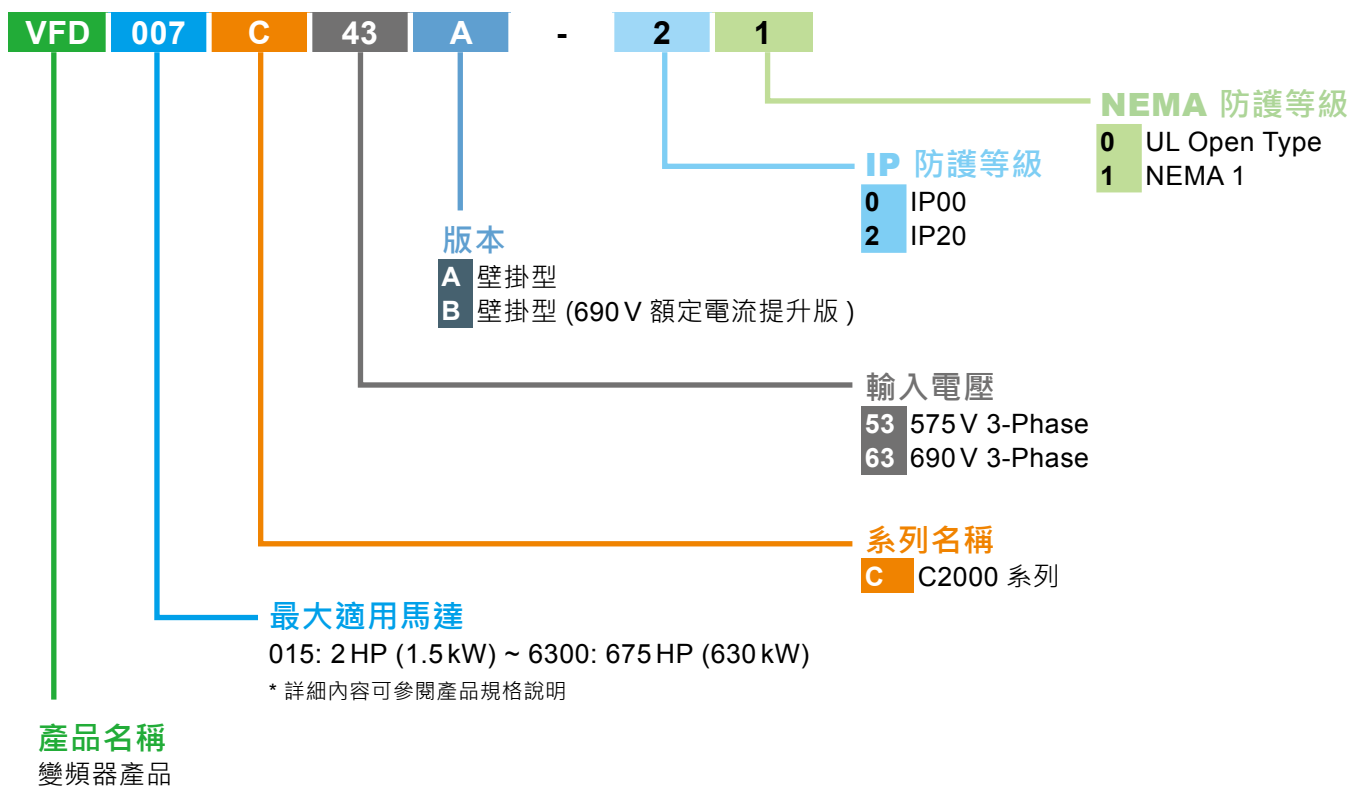 VFD 007 C 43 A - 2 1
NEMA 防護等級
0 UL Open Type
1 NEMA 1
IP 防護等級
0 IP00
2 IP20
版本
A 壁掛型
B 壁掛型 (690 V 額定電流提升版 )
輸入電壓
53 575 V 3-Phase
63 690 V 3-Phase
系列名稱
C C2000 系列
最大適用馬達
015: 2 HP (1.5 kW) ~ 6300: 675 HP (630 kW)
* 詳細內容可參閱產品規格說明
產品名稱
變頻器產品